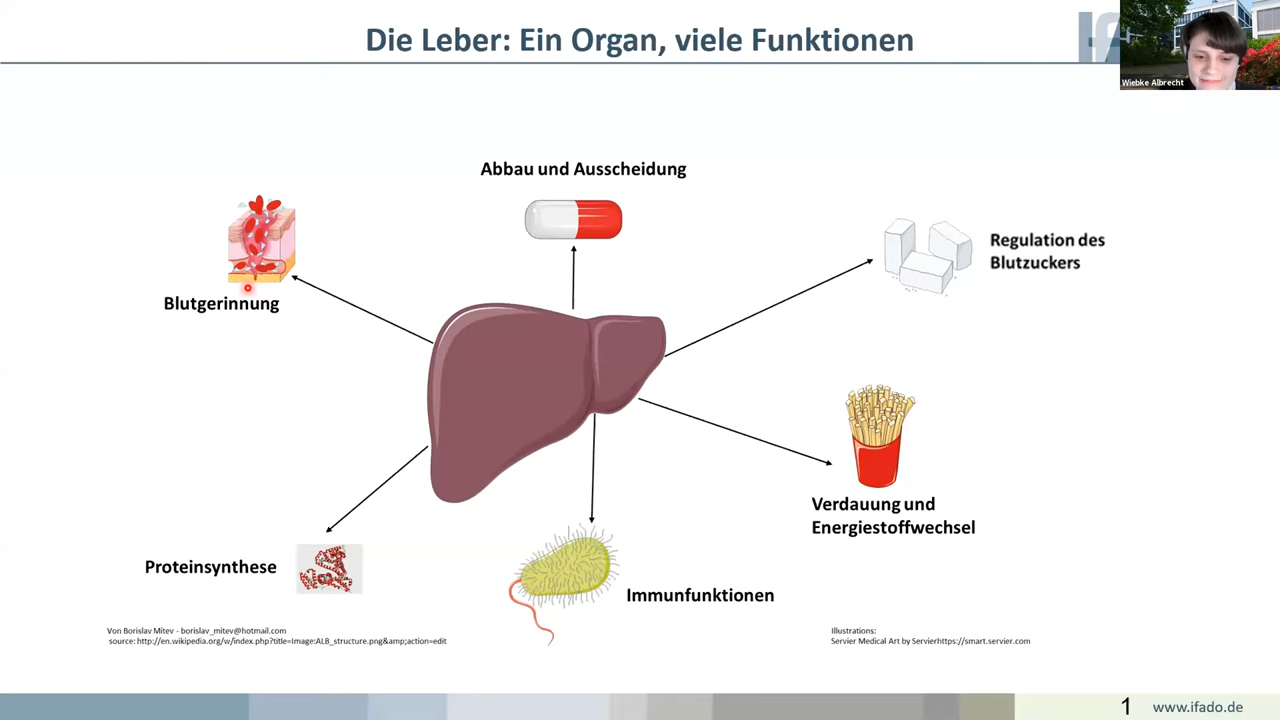 Die Leber: Ein Organ, viele Funktionen
Wiebke Albrecht
Abbau und Ausscheidung
Regulation des
Blutzuckers
Blutgerinnung
Verdauung und
Energiestoffwechsel
Proteinsynthese
Immunfunktionen
Von Borislav Mitev - borislav_mitev@hotmail.com
source: http://en.wikipedia.org/w/index.php?title=Image:ALB_structure.png&amp;action=edit
Illustrations:
Servier Medical Art by Servierhttps://smart.servier.com
1
www.ifado.de